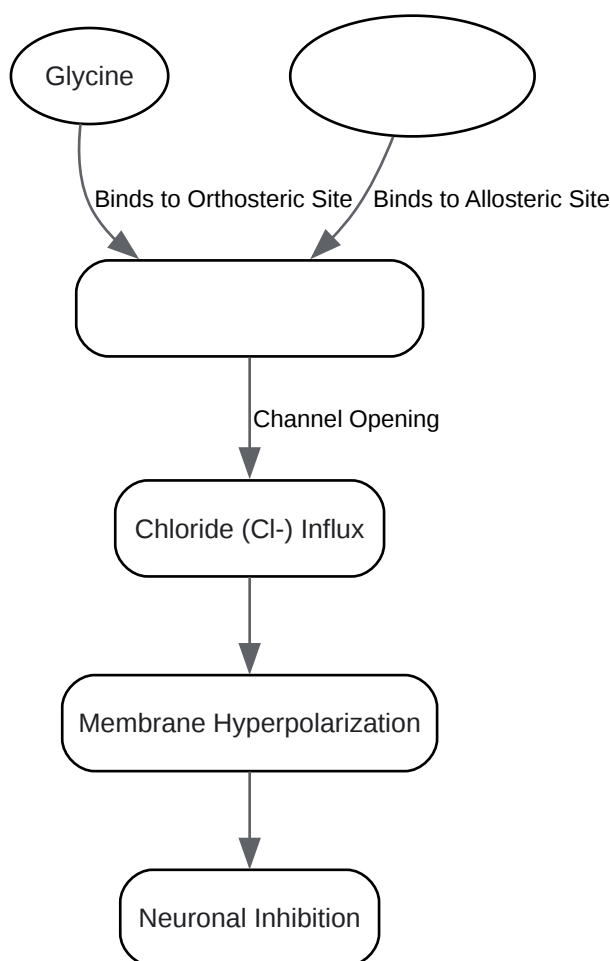 Glycine
Binds to Orthosteric Site
Binds to Allosteric Site
Channel Opening
Chloride (Cl-) Influx
Membrane Hyperpolarization
Neuronal Inhibition